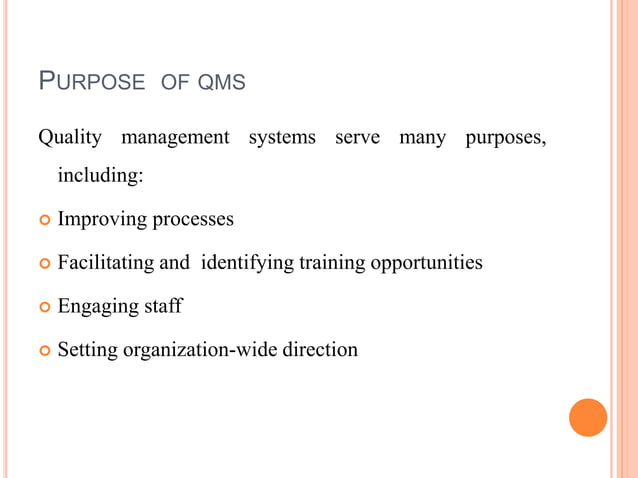 PURPOSE OF QMS
Quality management systems serve many purposes,
including:
Improving processes
Facilitating and identifying training opportunities
Engaging staff
Setting organization-wide direction